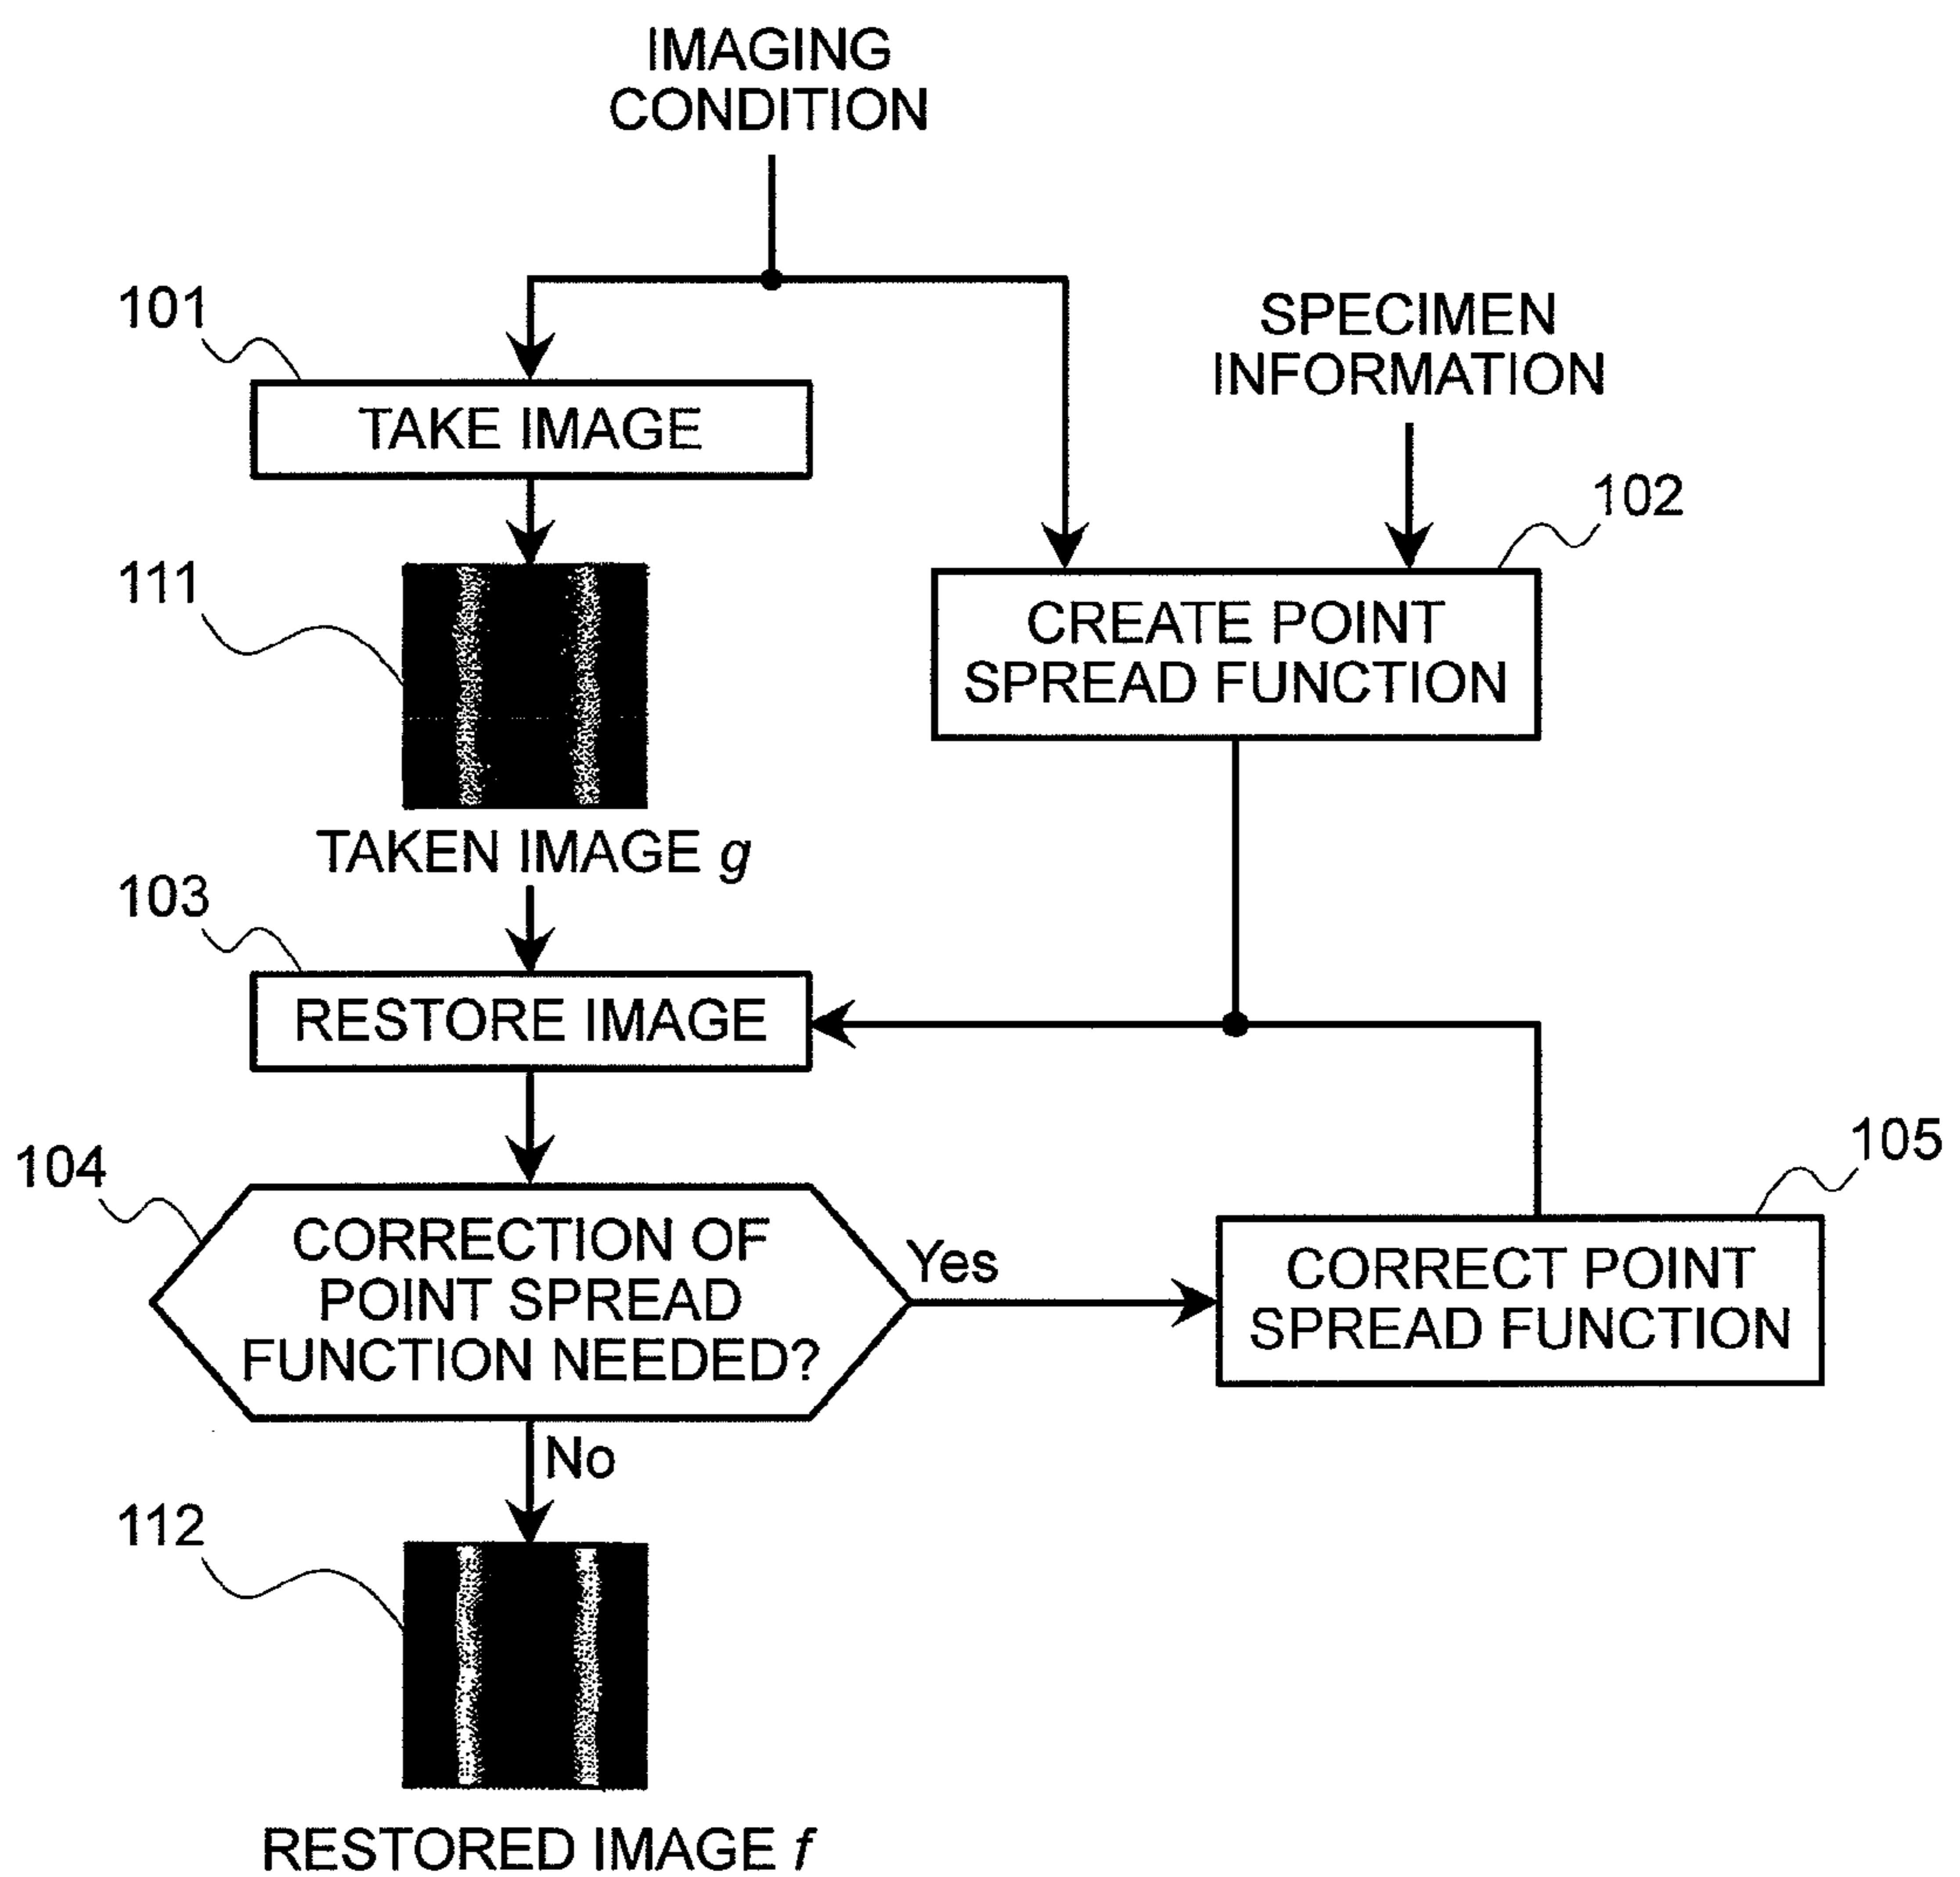 IMAGING
CONDITION
101
SPECIMEN
INFORMATION
TAKE IMAGE
102
111
CREATE POINT
SPREAD FUNCTION
TAKEN IMAGE g
103
RESTORE IMAGE
104
105
CORRECTION OF
POINT SPREAD
FUNCTION NEEDED?
Yes
CORRECT POINT
SPREAD FUNCTION
No
112
RESTORED IMAGE f